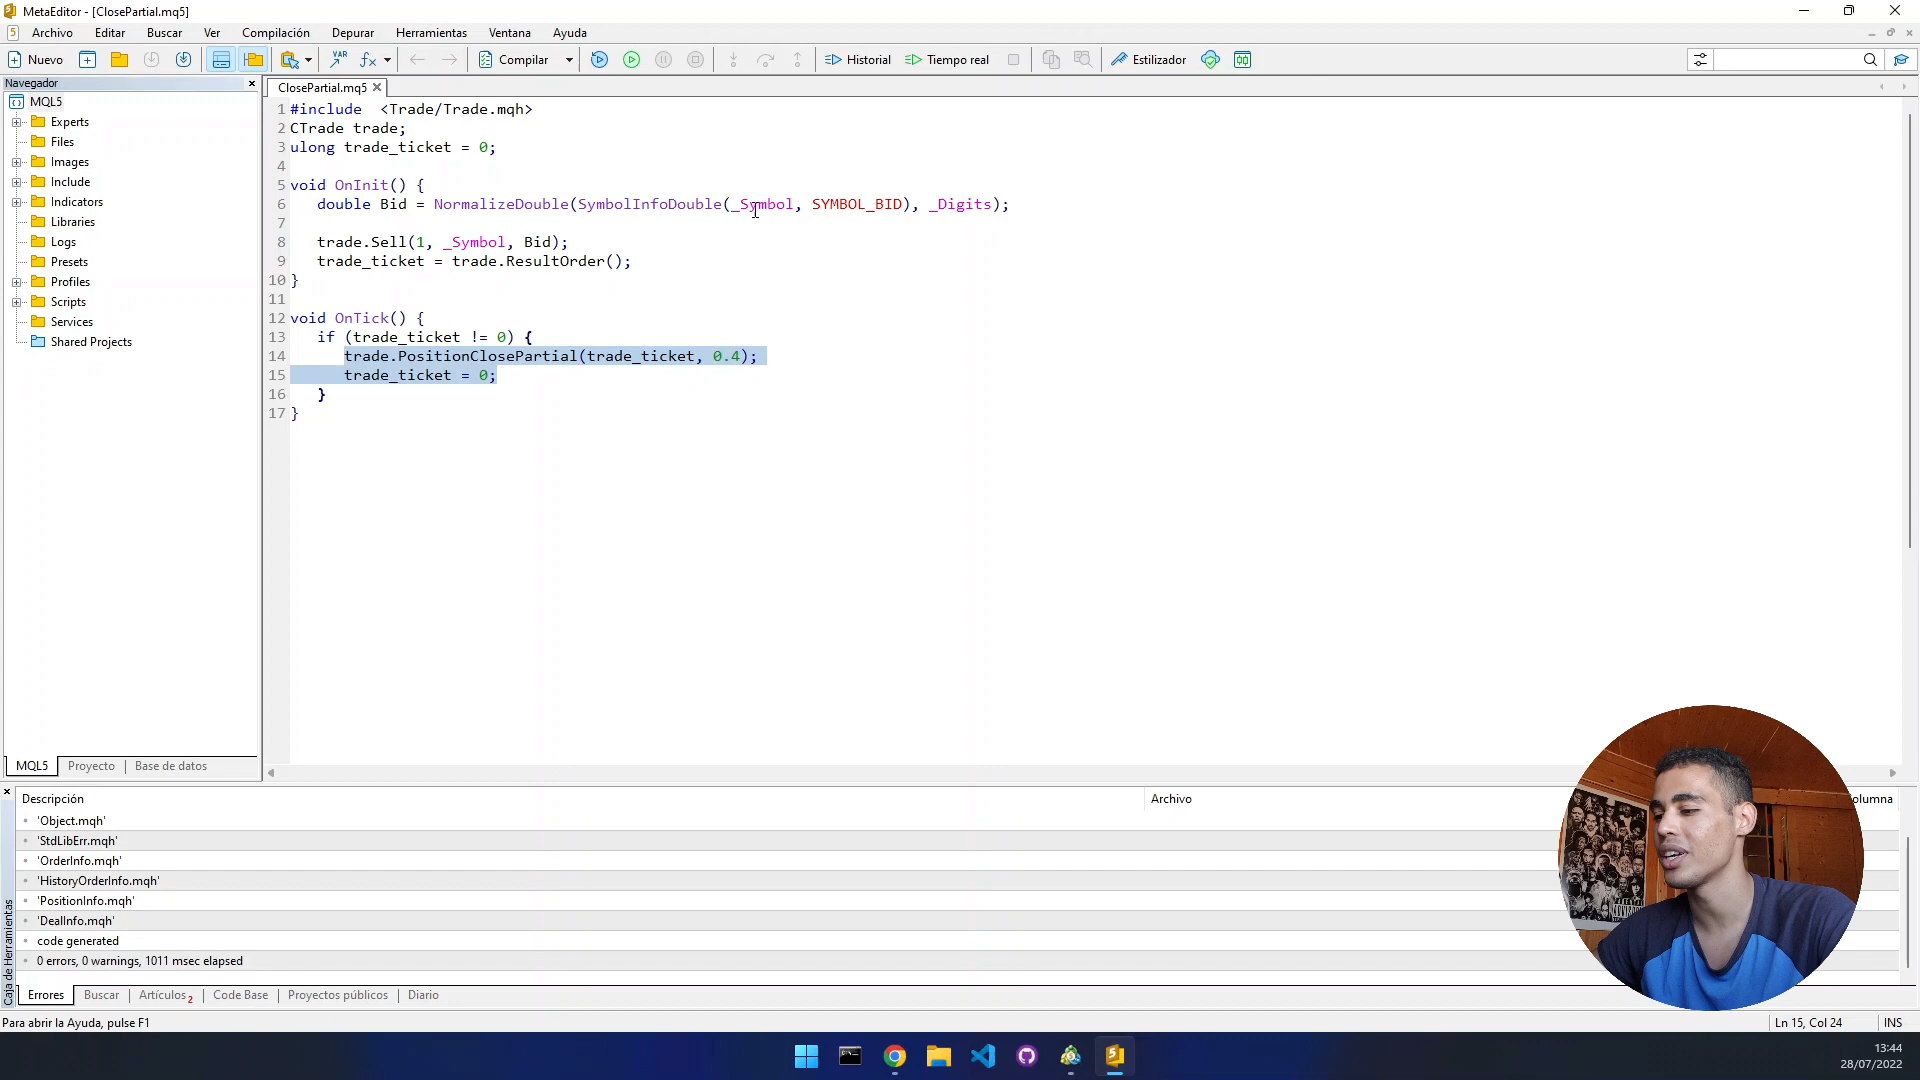 MetaEditor - [ClosePartial.mq5]
Archivo Editar Buscar Ver Compilación Depurar Herramientas Ventana Ayuda
Nuevo VAR Compilar Historial Tiempo real Estilizador
Navegador
MQL5
Experts
Files
Images
Include
Indicators
Libraries
Logs
Presets
Profiles
Scripts
Services
Shared Projects
MQL5 Proyecto Base de datos
ClosePartial.mq5
1 #include <Trade/Trade.mqh>
2 CTrade trade;
3 ulong trade_ticket = 0;
4
5 void OnInit() {
6 double Bid = NormalizeDouble(SymbolInfoDouble(_Symbol, SYMBOL_BID), _Digits);
7
8 trade.Sell(1, _Symbol, Bid);
9 trade_ticket = trade.ResultOrder();
10 }
11
12 void OnTick() {
13 if (trade_ticket != 0) {
14 trade.PositionClosePartial(trade_ticket, 0.4);
15 trade_ticket = 0;
16 }
17 }
Descripción Archivo olumna
'Object.mqh'
'StdLibErr.mqh'
'OrderInfo.mqh'
'HistoryOrderInfo.mqh'
'PositionInfo.mqh'
'DealInfo.mqh'
code generated
0 errors, 0 warnings, 1011 msec elapsed
Caja de Herramientas
Errores Buscar Artículos 2 Code Base Proyectos públicos Diario
Para abrir la Ayuda, pulse F1 Ln 15, Col 24 INS
13:44
28/07/2022